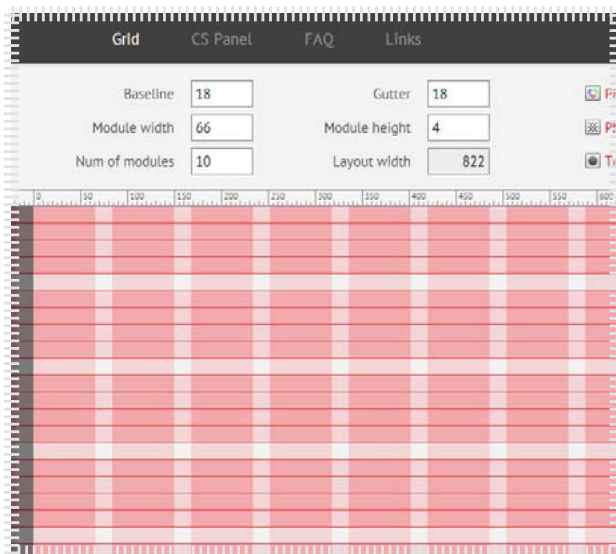 Grid CS Panel FAQ Links
Baseline 18 Gutter 18
Module width 66 Module height 4
Num of modules 10 Layout width 822
0 50 100 150 200 250 300 350 400 450 500 550 600